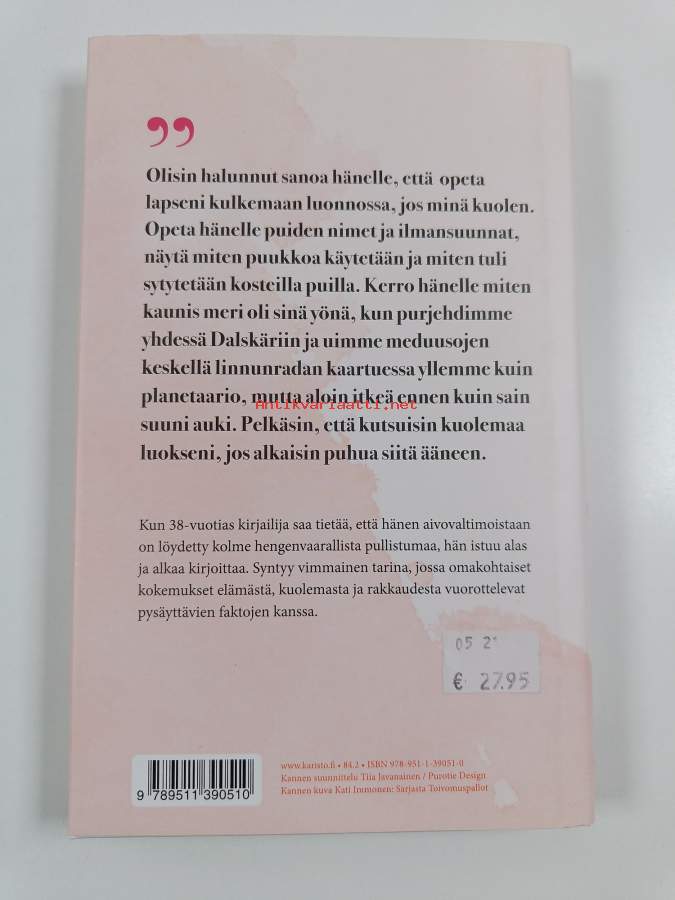 ”
Olisin halunnut sanoa hänelle, että opeta
lapseni kulkemaan luonnossa, jos minä kuolen.
Opeta hänelle puiden nimet ja ilmansuunnat,
näytä miten puukkoa käytetään ja miten tuli
sytytetään kosteilla puilla. Kerro hänelle miten
kaunis meri oli sinä yönä, kun purjehdimme
yhdessä Dalskäriin ja uimme meduusojen
keskellä linnunradan kaartuessa yllemme kuin
planetaario, mutta aloin itkeä ennen kuin sain
Antikvariaatti.net
suuni auki. Pelkäsin, että kutsuisin kuolemaa
luokseni, jos alkaisin puhua siitä ääneen.
Kun 38-vuotias kirjailija saa tietää, että hänen aivovaltimoistaan
on löydetty kolme hengenvaarallista pullistumaa, hän istuu alas
ja alkaa kirjoittaa. Syntyy vimmainen tarina, jossa omakohtaiset
kokemukset elämästä, kuolemasta ja rakkaudesta vuorottelevat
pysäyttävien faktojen kanssa.
05 2
€ 27.95
www.karisto.fi • 84.2 • ISBN 978-951-1-39051-0
Kannen suunnittelu Tiia Javanainen / Purotie Design
Kannen kuva Kati Immonen: Sarjasta Toivomuspallot
9 789511 390510